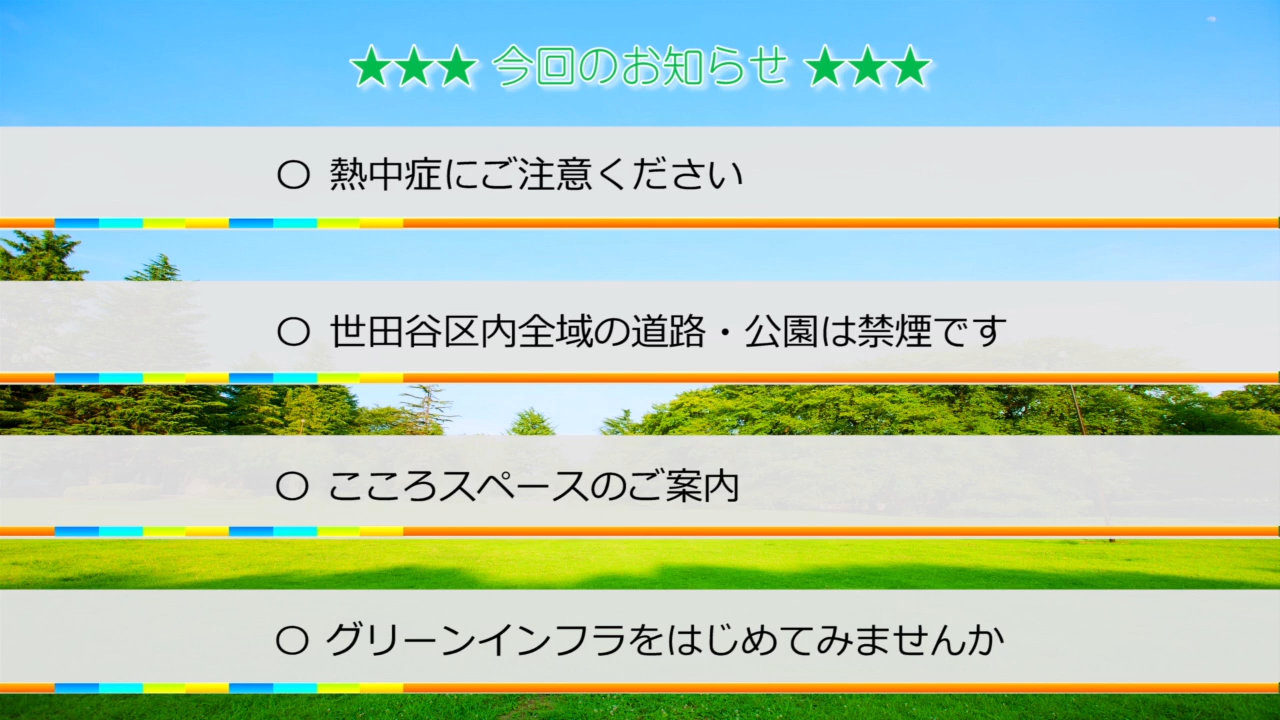 ★★★ 今回のお知らせ ★★★
〇 熱中症にご注意ください
〇 世田谷区内全域の道路・公園は禁煙です
〇 こころスペースのご案内
〇 グリーンインフラをはじめてみませんか